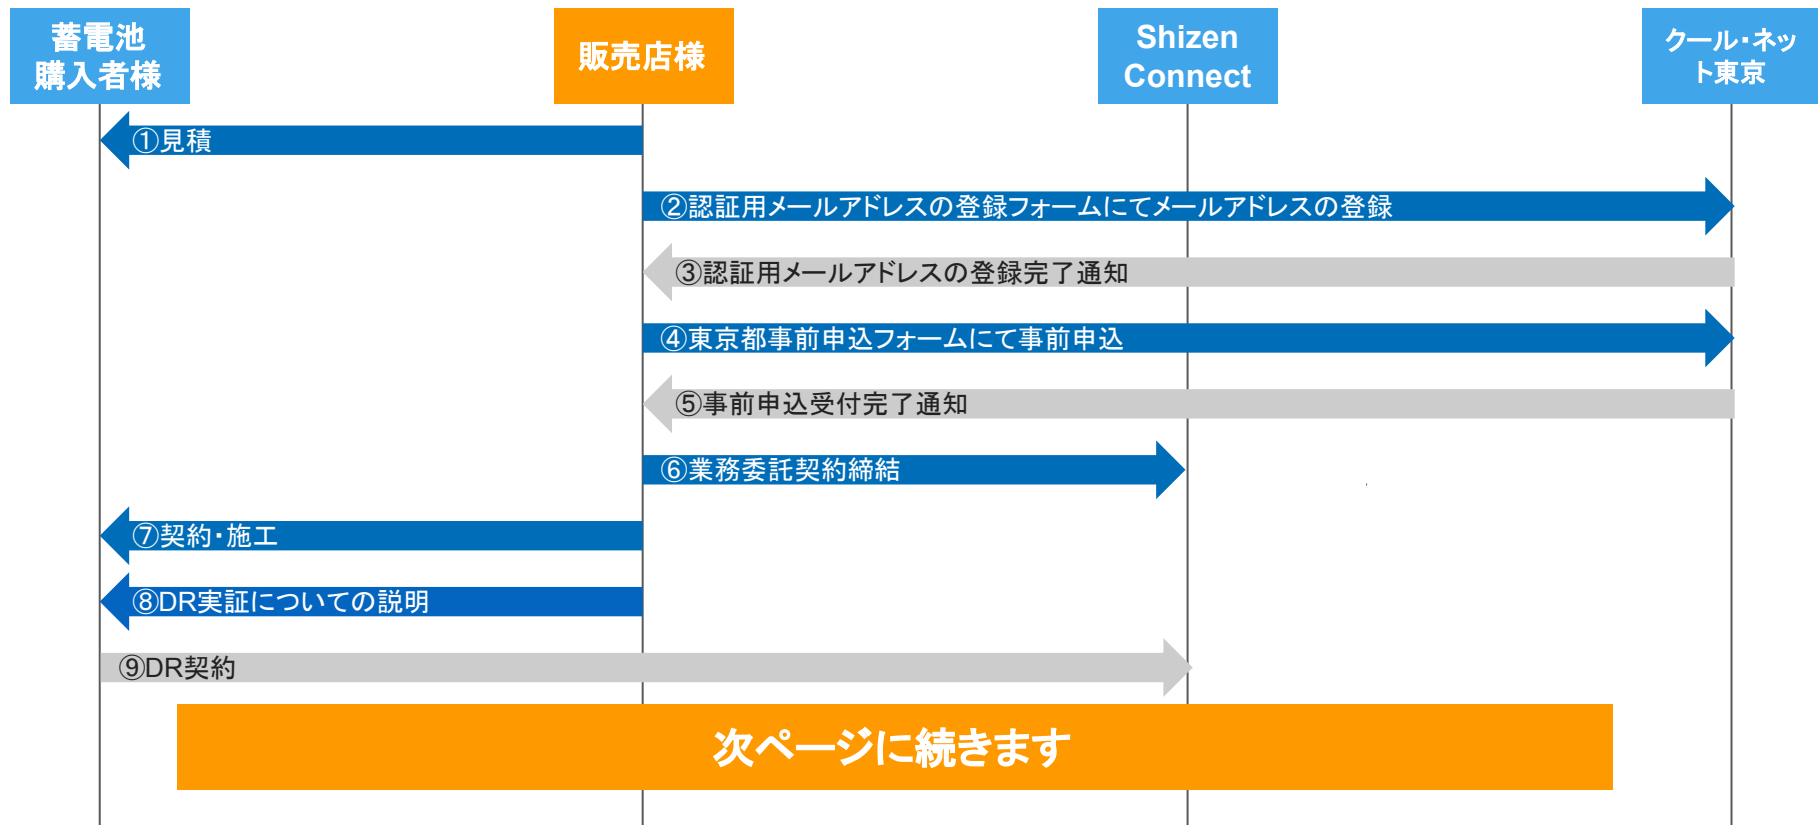 蓄電池
購入者様
販売店様
Shizen
Connect
クール・ネッ
ト東京
①見積
②認証用メールアドレスの登録フォームにてメールアドレスの登録
③認証用メールアドレスの登録完了通知
④東京都事前申込フォームにて事前申込
⑤事前申込受付完了通知
⑥業務委託契約締結
⑦契約・施工
⑧DR実証についての説明
⑨DR契約
次ページに続きます